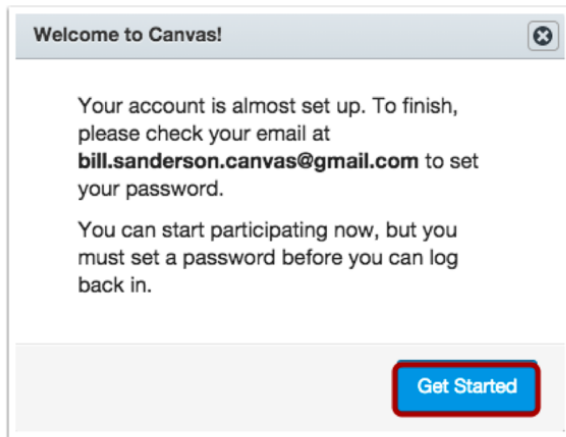 Welcome to Canvas!
Your account is almost set up. To finish,
please check your email at
bill.sanderson.canvas@gmail.com to set
your password.
You can start participating now, but you
must set a password before you can log
back in.
Get Started